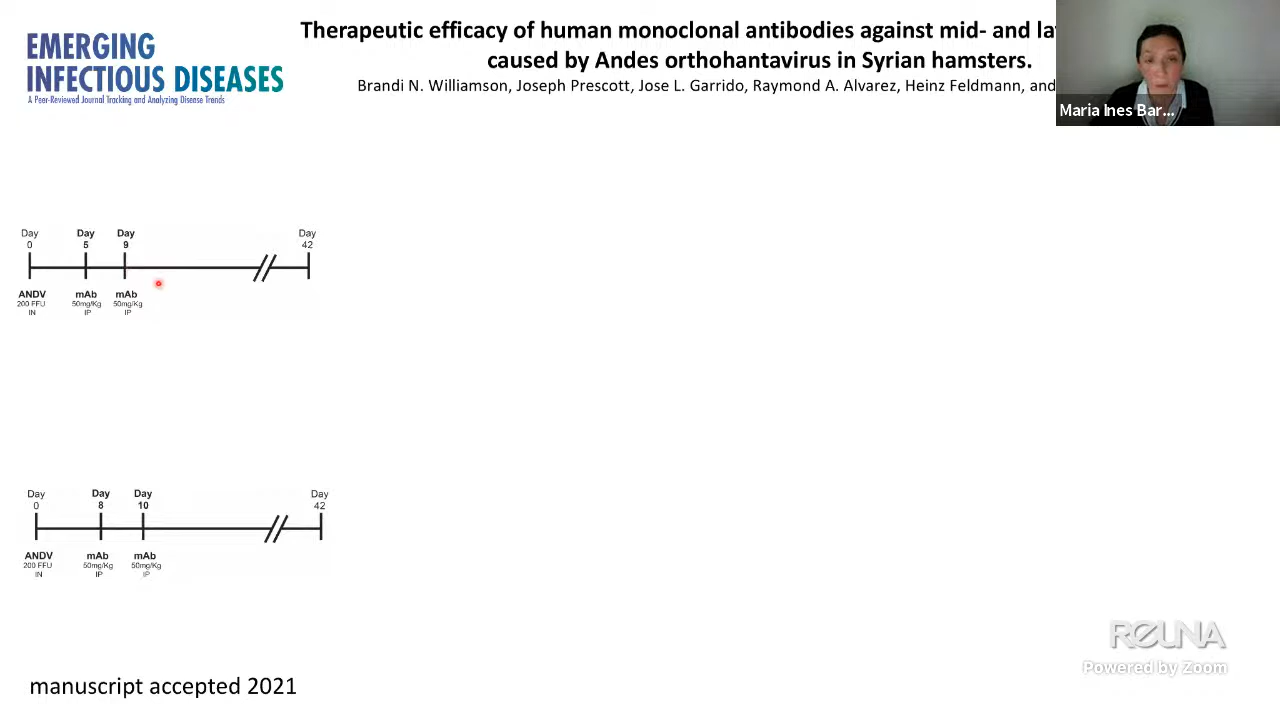 EMERGING
INFECTIOUS DISEASES
A Peer-Reviewed Journal Tracking and Analyzing Disease Trends
Therapeutic efficacy of human monoclonal antibodies against mid- and
caused by Andes orthohantavirus in Syrian hamsters.
Brandi N. Williamson, Joseph Prescott, Jose L. Garrido, Raymond A. Alvarez, Heinz Feldmann, and
Maria Ines Bar...
Day Day Day Day
0 5 9 42
ANDV mAb mAb
200 FFU 50mg/Kg 50mg/Kg
IN IP IP
Day Day Day Day
0 8 10 42
ANDV mAb mAb
200 FFU 50mg/Kg 50mg/Kg
IN IP IP
REUNA
Powered by Zoom
manuscript accepted 2021